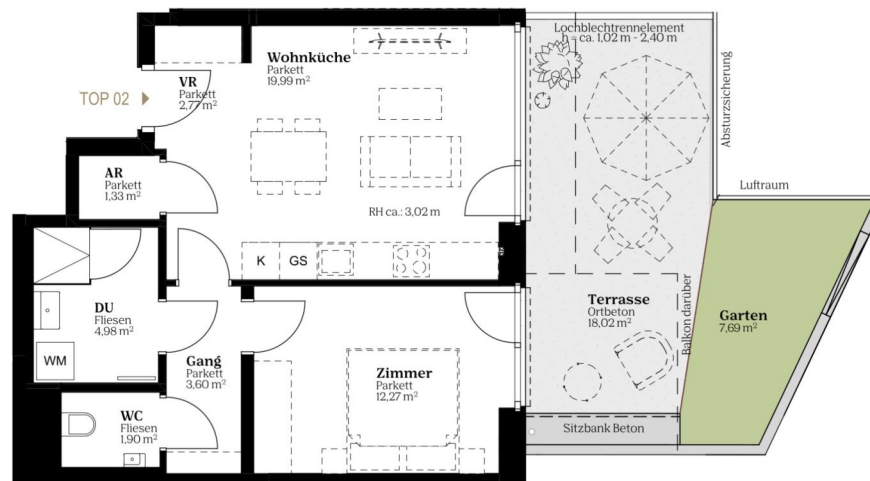 Lochblechtrennelement
h = ca. 1,02 m - 2,40 m
Absturzsicherung
Wohnküche
Parkett
19,99 m²
VR
Parkett
2,77 m²
TOP 02
AR
Parkett
1,33 m²
Luftraum
RH ca.: 3,02 m
K
GS
DU
Fliesen
4,98 m²
WM
Terrasse
Ortbeton
18,02 m²
Balkon darüber
Garten
7,69 m²
Gang
Parkett
3,60 m²
Zimmer
Parkett
12,27 m²
WC
Fliesen
1,90 m²
Sitzbank Beton